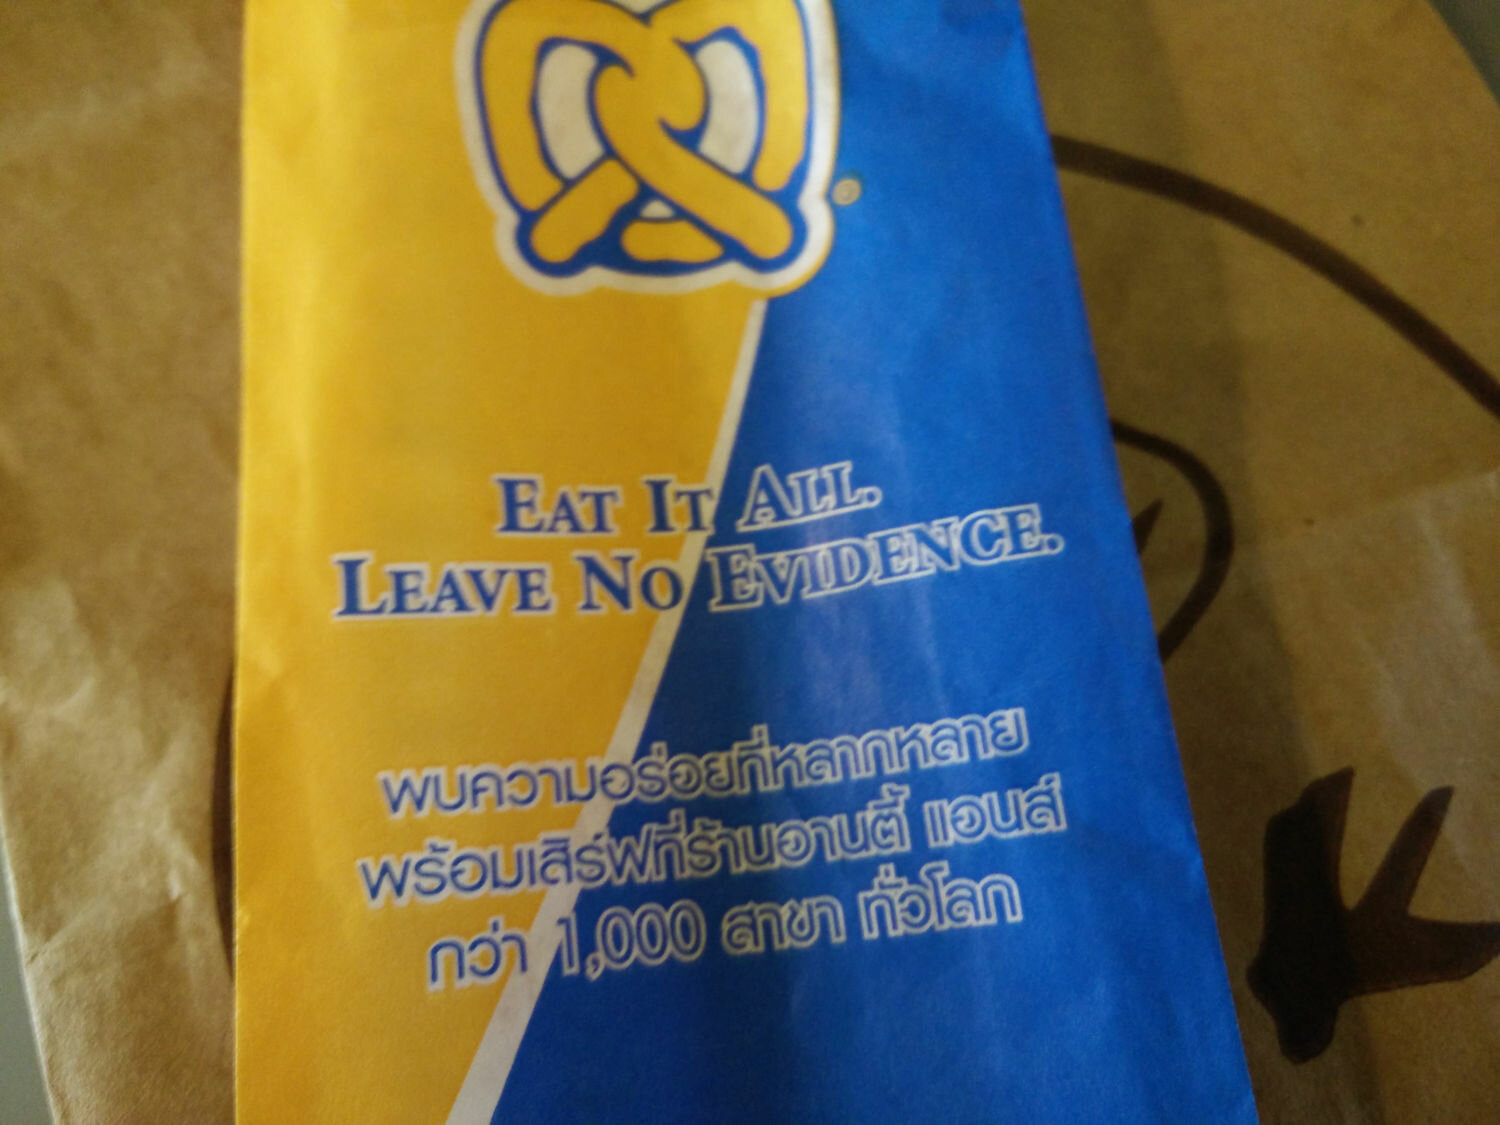 EAT IT ALL.
LEAVE NO EVIDENCE.
พบความอร่อยที่หลากหลาย
พร้อมเสิร์ฟที่ร้านอานตี้ แอนส์
กว่า 1,000 สาขา ทั่วโลก